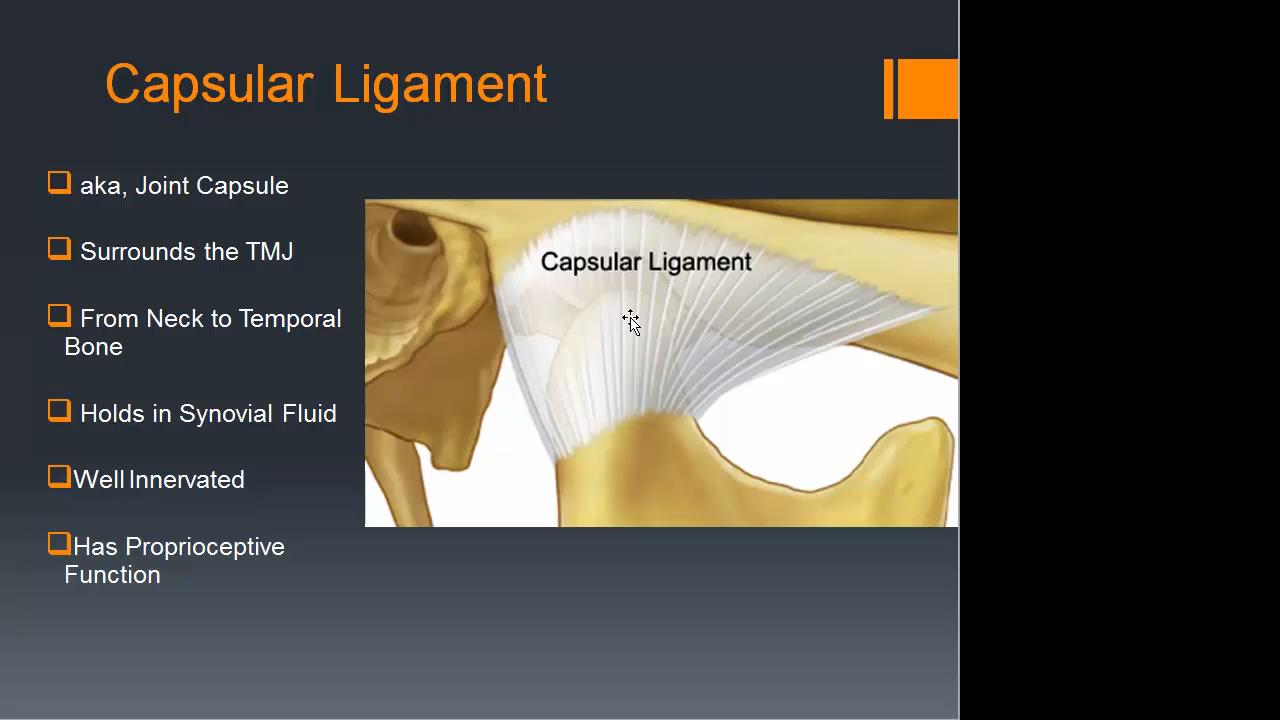 Capsular Ligament
aka, Joint Capsule
Surrounds the TMJ
From Neck to Temporal
Bone
Holds in Synovial Fluid
Well Innervated
Has Proprioceptive
Function
Capsular Ligament